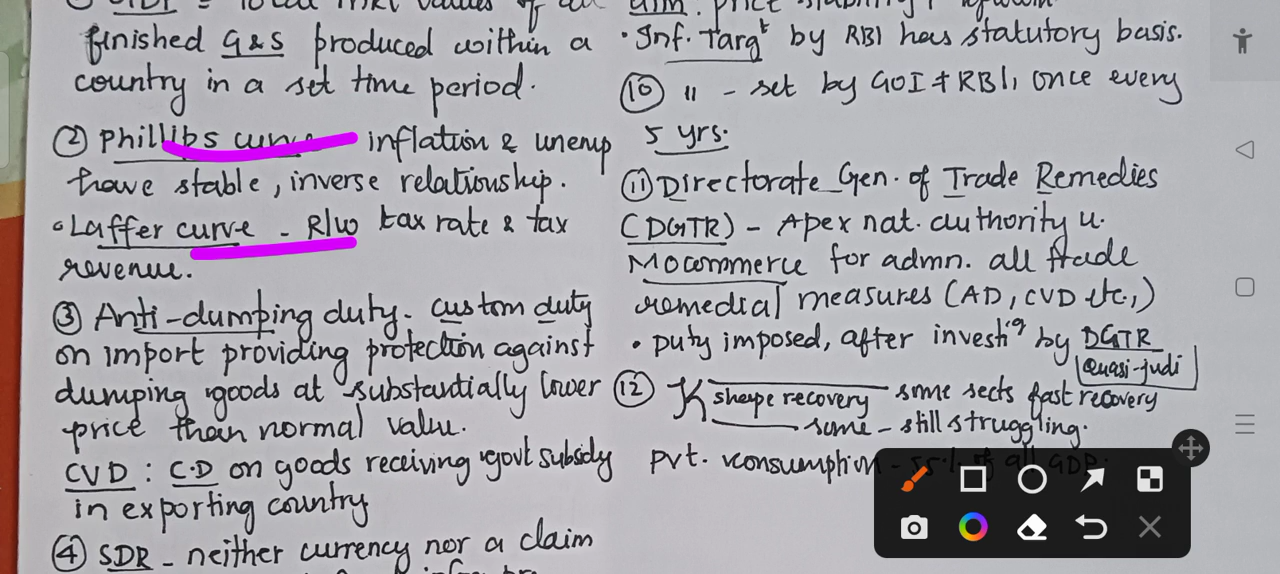 finished G&S produced within a
country in a set time period.
② Phillips curve inflation & unemp
have stable, inverse relationship.
• Laffer curve - R/w tax rate & tax
revenue.
③ Anti-dumping duty - custom duty
on import providing protection against
dumping goods at substantially lower
price than normal value.
CVD : C.D on goods receiving govt subsidy
in exporting country
④ SDR - neither currency nor a claim
• Inf. Targt by RBI has statutory basis.
⑩ " - set by GOI & RBI, once every
5 yrs.
⑪ Directorate Gen. of Trade Remedies
(DGTR) - Apex nat. authority u.
Mocommerce for admn. all trade
remedial measures (AD, CVD etc.,)
• Duty imposed, after investi^g by DGTR
Quasi-judi
⑫ K shape recovery some sects fast recovery
some - still struggling.
Pvt. consumption - 55% of all GDP.